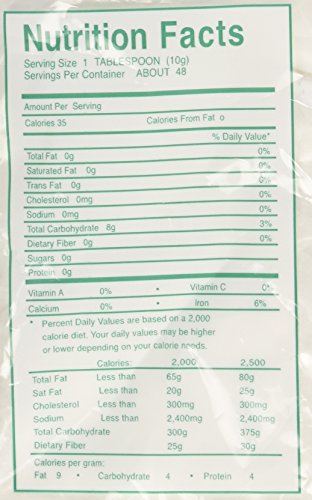 Nutrition Facts
Serving Size 1 TABLESPOON (10g)
Servings Per Container ABOUT 48
Amount Per Serving
Calories 35 Calories From Fat o
% Daily Value*
Total Fat 0g 0%
Saturated Fat 0g 0%
Trans Fat 0g 0%
Cholesterol 0mg 0%
Sodium 0mg 0%
Total Carbohydrate 8g 3%
Dietary Fiber 0g 0%
Sugars 0g
Protein 0g
Vitamin A 0% • Vitamin C 0%
Calcium 0% • Iron 6%
* Percent Daily Values are based on a 2,000
calorie diet. Your daily values may be higher
or lower depending on your calorie needs.
Calories: 2,000 2,500
Total Fat Less than 65g 80g
Sat Fat Less than 20g 25g
Cholesterol Less than 300mg 300mg
Sodium Less than 2,400mg 2,400mg
Total Carbohydrate 300g 375g
Dietary Fiber 25g 30g
Calories per gram:
Fat 9 • Carbohydrate 4 • Protein 4